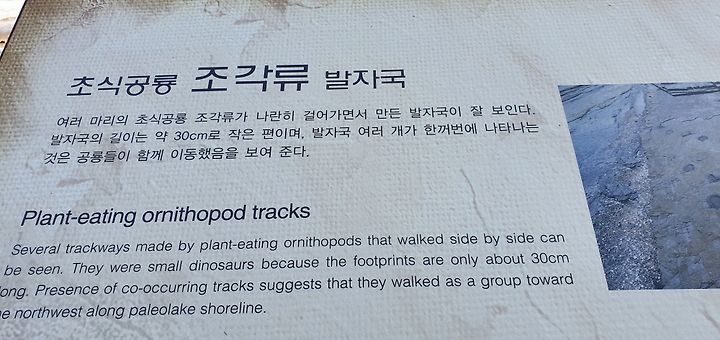 초식공룡 조각류 발자국
여러 마리의 초식공룡 조각류가 나란히 걸어가면서 만든 발자국이 잘 보인다.
발자국의 길이는 약 30cm로 작은 편이며, 발자국 여러 개가 한꺼번에 나타나는
것은 공룡들이 함께 이동했음을 보여 준다.
Plant-eating ornithopod tracks
Several trackways made by plant-eating ornithopods that walked side by side can
be seen. They were small dinosaurs because the footprints are only about 30cm
ong. Presence of co-occurring tracks suggests that they walked as a group toward
e northwest along paleolake shoreline.